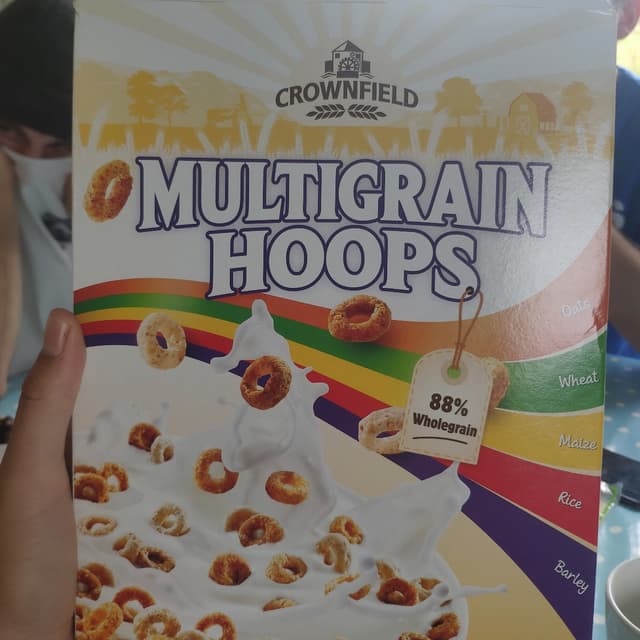 CROWNFIELD
MULTIGRAIN
HOOPS
Oats
88%
Wholegrain
Wheat
Maize
Rice
Barley